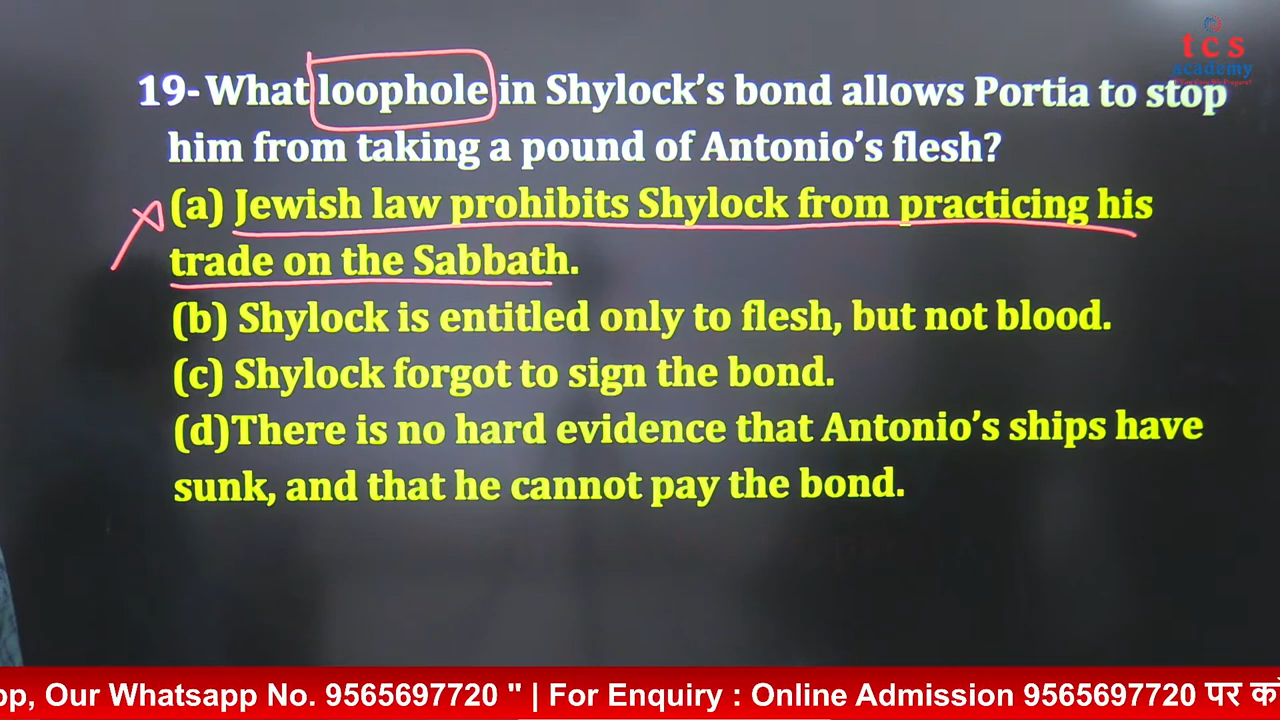 tcs
academy
19- What loophole in Shylock’s bond allows Portia to stop
him from taking a pound of Antonio’s flesh?
(a) Jewish law prohibits Shylock from practicing his
trade on the Sabbath.
(b) Shylock is entitled only to flesh, but not blood.
(c) Shylock forgot to sign the bond.
(d)There is no hard evidence that Antonio’s ships have
sunk, and that he cannot pay the bond.
pp, Our Whatsapp No. 9565697720 " | For Enquiry : Online Admission 9565697720 पर